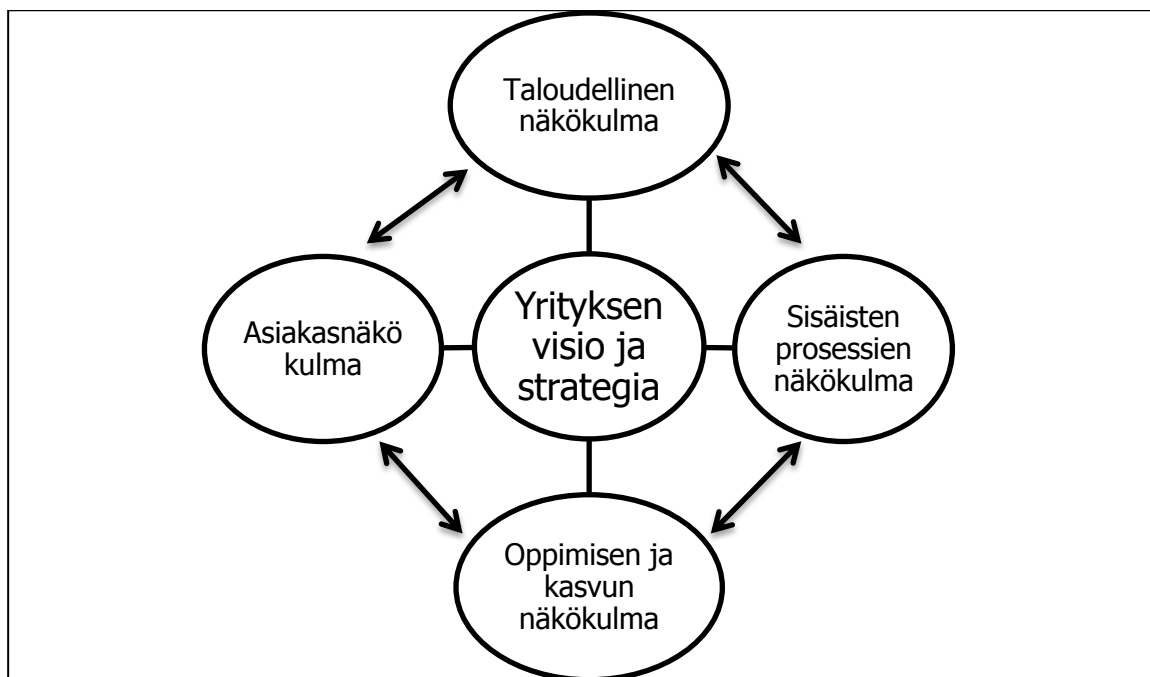 Taloudellinen
näkökulma
Asiakasnäkö
kulma
Yrityksen
visio ja
strategia
Sisäisten
prosessien
näkökulma
Oppimisen ja
kasvun
näkökulma